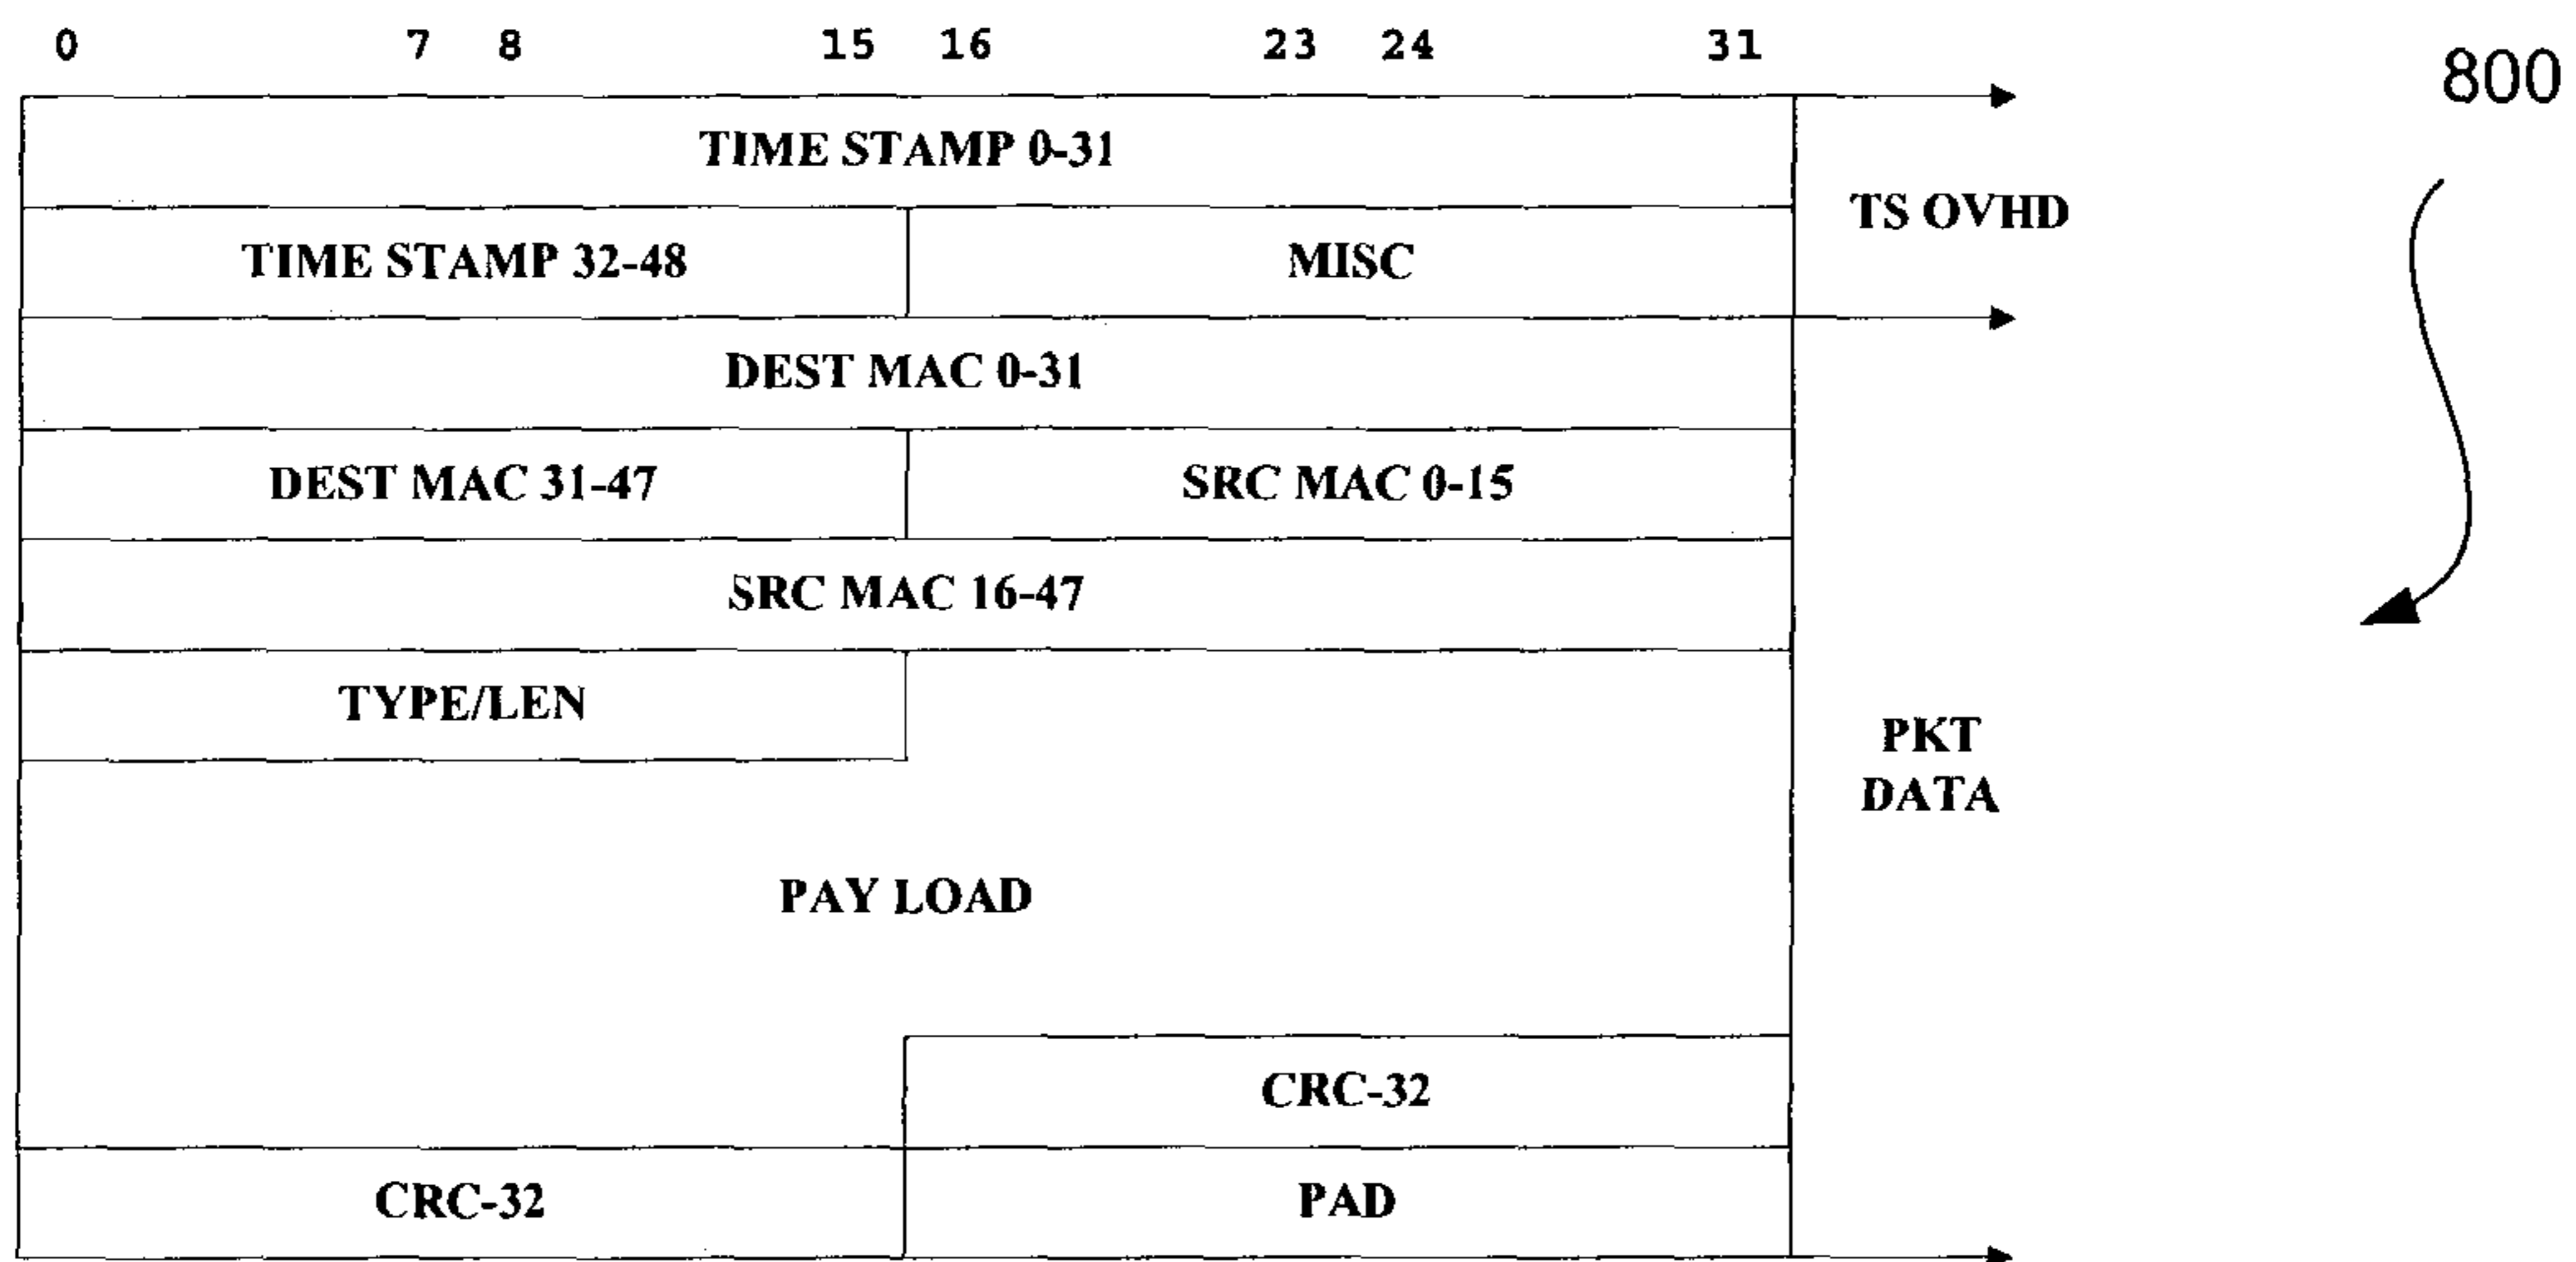 0 7 8 15 16 23 24 31
800
TIME STAMP 0-31
TS OVHD
TIME STAMP 32-48 MISC
DEST MAC 0-31
DEST MAC 31-47 SRC MAC 0-15
SRC MAC 16-47
TYPE/LEN
PKT
DATA
PAY LOAD
CRC-32
CRC-32 PAD